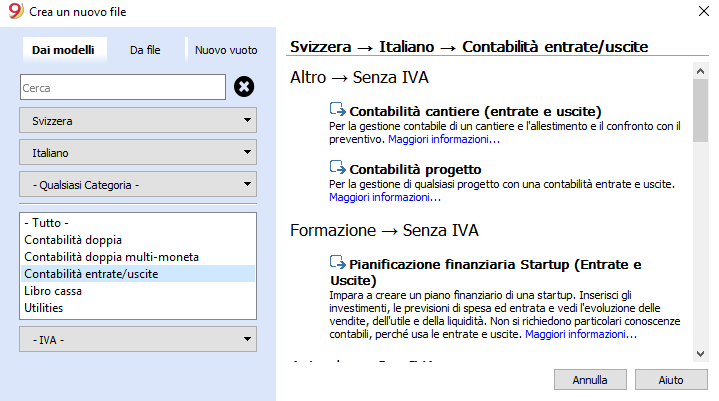 Crea un nuovo file
Dai modelli
Da file
Nuovo vuoto
Cerca
Svizzera
Italiano
- Qualsiasi Categoria -
- Tutto -
Contabilità doppia
Contabilità doppia multi-moneta
Contabilità entrate/uscite
Libro cassa
Utilities
- IVA -
Svizzera → Italiano → Contabilità entrate/uscite
Altro → Senza IVA
Contabilità cantiere (entrate e uscite)
Per la gestione contabile di un cantiere e l'allestimento e il confronto con il
preventivo. Maggiori informazioni...
Contabilità progetto
Per la gestione di qualsiasi progetto con una contabilità entrate e uscite.
Maggiori informazioni...
Formazione → Senza IVA
Pianificazione finanziaria Startup (Entrate e
Uscite)
Impara a creare un piano finanziario di una startup. Inserisci gli
investimenti, le previsioni di spesa ed entrata e vedi l'evoluzione delle
vendite, dell'utile e della liquidità. Non si richiedono particolari conoscenze
contabili, perché usa le entrate e uscite. Maggiori informazioni...
Annulla
Aiuto